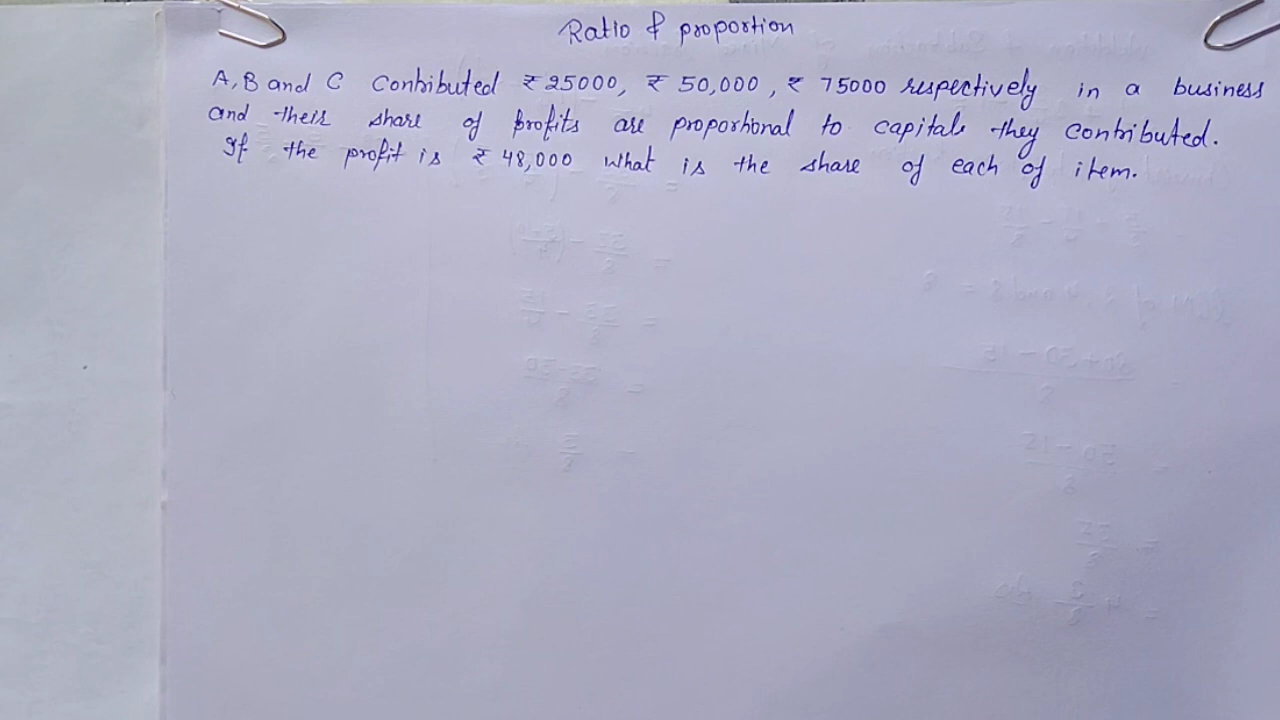 Ratio & proportion
A, B and C contributed ₹ 25000, ₹ 50,000, ₹ 75000 respectively in a business
and their share of profits are proportional to capitals they contributed.
If the profit is ₹ 48,000 what is the share of each of item.